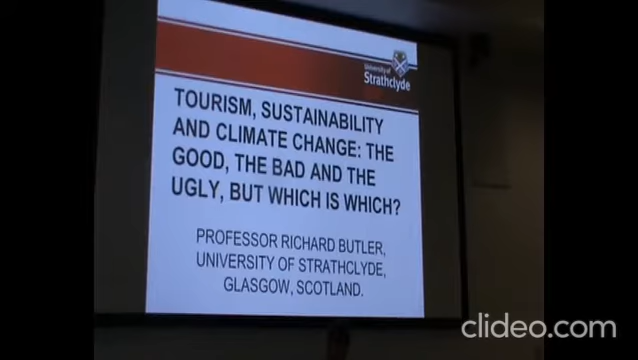 University of
Strathclyde
TOURISM, SUSTAINABILITY
AND CLIMATE CHANGE: THE
GOOD, THE BAD AND THE
UGLY, BUT WHICH IS WHICH?
PROFESSOR RICHARD BUTLER,
UNIVERSITY OF STRATHCLYDE,
GLASGOW, SCOTLAND.
clideo.com